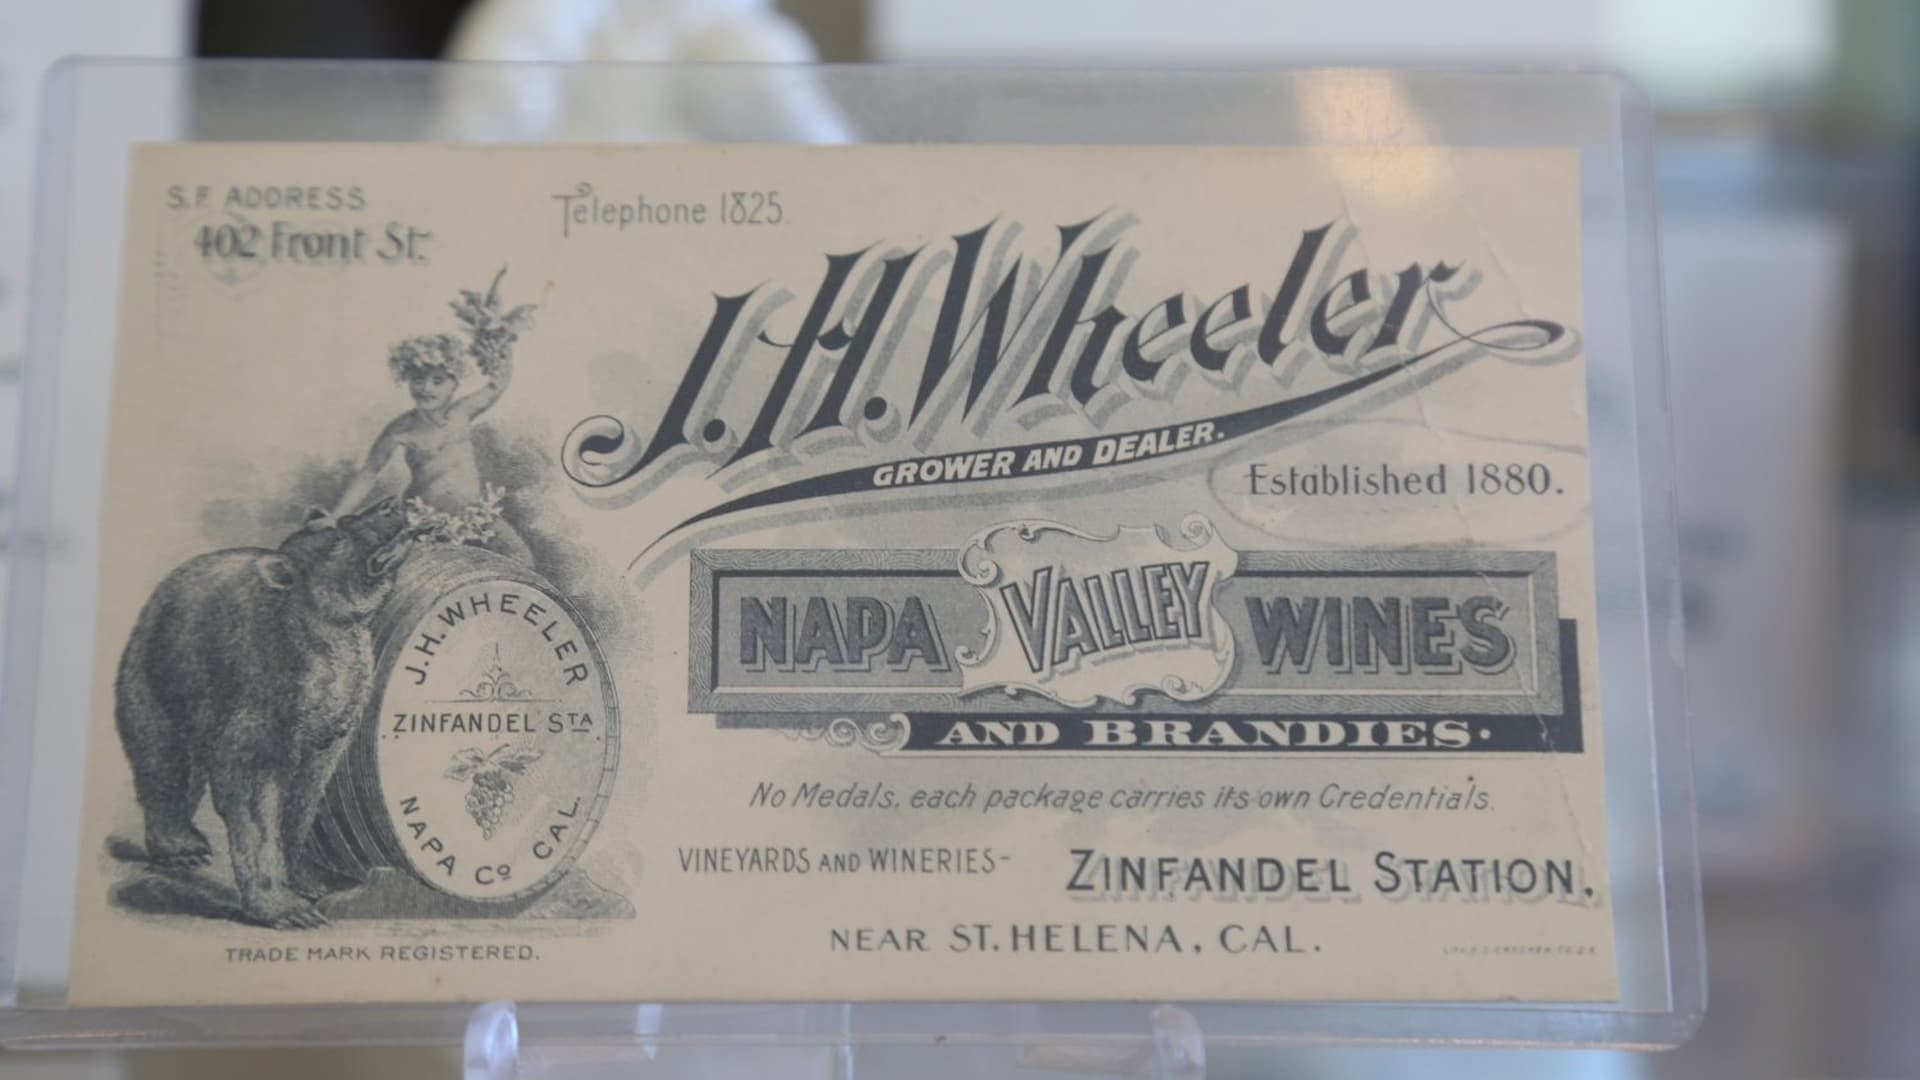 S.F. ADDRESS
402 Front St.
Telephone 1825.
J.H. Wheeler
GROWER AND DEALER.
Established 1880.
NAPA VALLEY WINES
AND BRANDIES.
No Medals, each package carries its own Credentials.
VINEYARDS AND WINERIES- ZINFANDEL STATION,
NEAR ST. HELENA, CAL.
J.H. WHEELER
ZINFANDEL STA.
NAPA CO. CAL.
TRADE MARK REGISTERED.